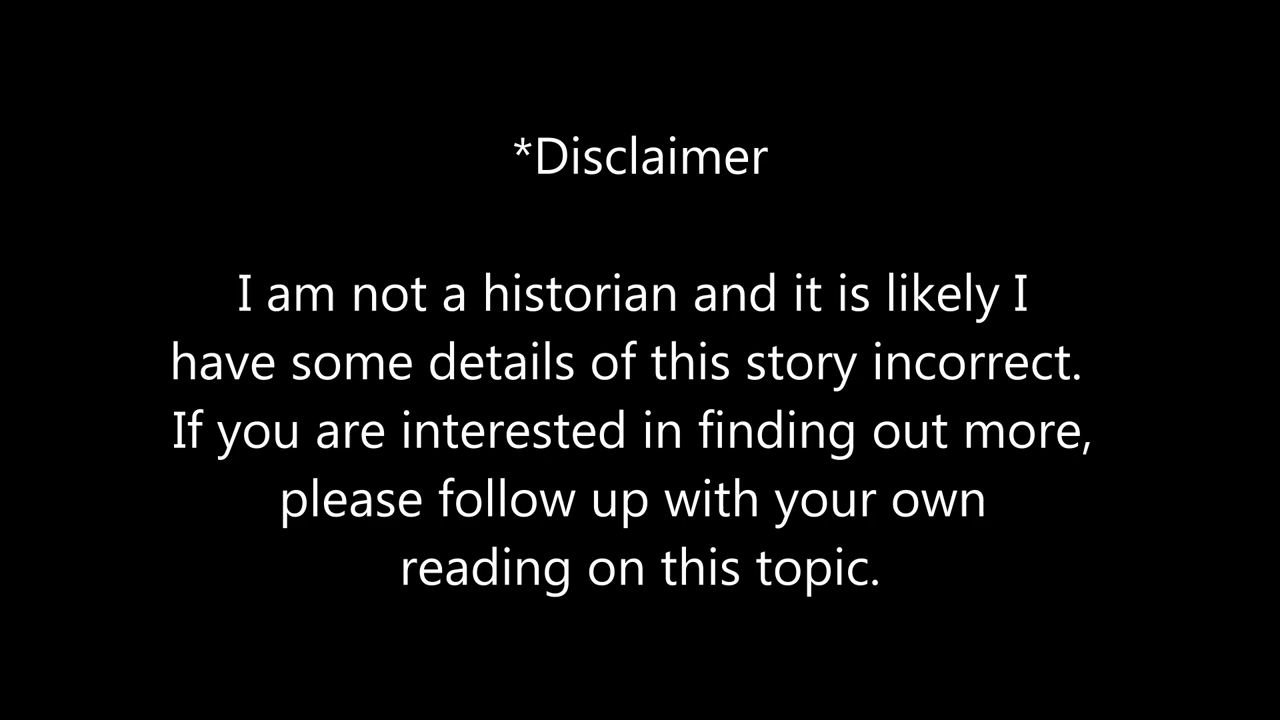 *Disclaimer
I am not a historian and it is likely I
have some details of this story incorrect.
If you are interested in finding out more,
please follow up with your own
reading on this topic.